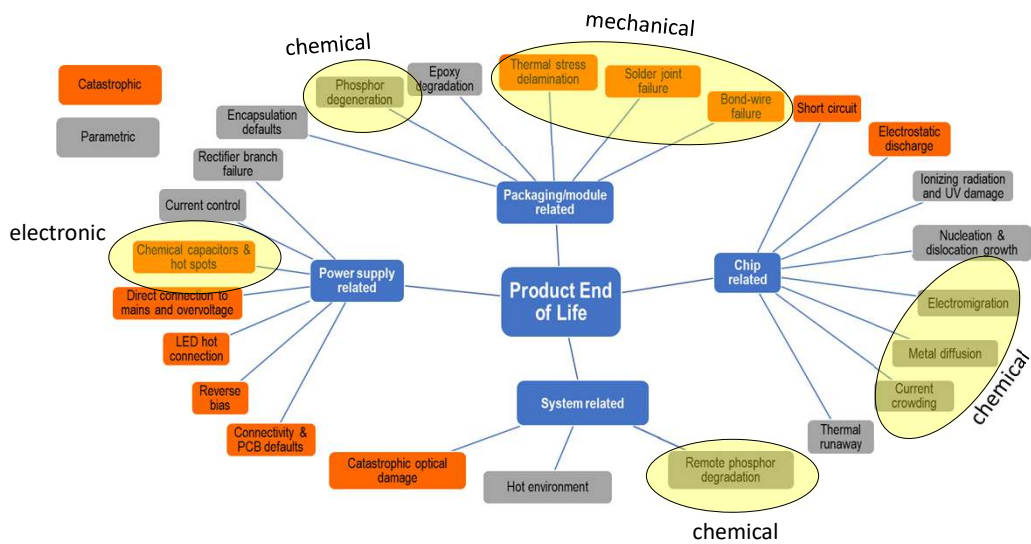 mechanical
chemical
Catastrophic
Parametric
Phosphor
degeneration
Epoxy
degradation
Thermal stress
delamination
Solder joint
failure
Bond-wire
failure
Short circuit
Encapsulation
defaults
Electrostatic
discharge
Rectifier branch
failure
Ionizing radiation
and UV damage
Packaging/module
related
Current control
electronic
Nucleation &
dislocation growth
Chemical capacitors &
hot spots
Power supply
related
Product End
of Life
Chip
related
Electromigration
Direct connection to
mains and overvoltage
LED hot
connection
Metal diffusion
Current
crowding
chemical
Reverse
bias
System related
Connectivity &
PCB defaults
Thermal
runaway
Catastrophic optical
damage
Hot environment
Remote phosphor
degradation
chemical